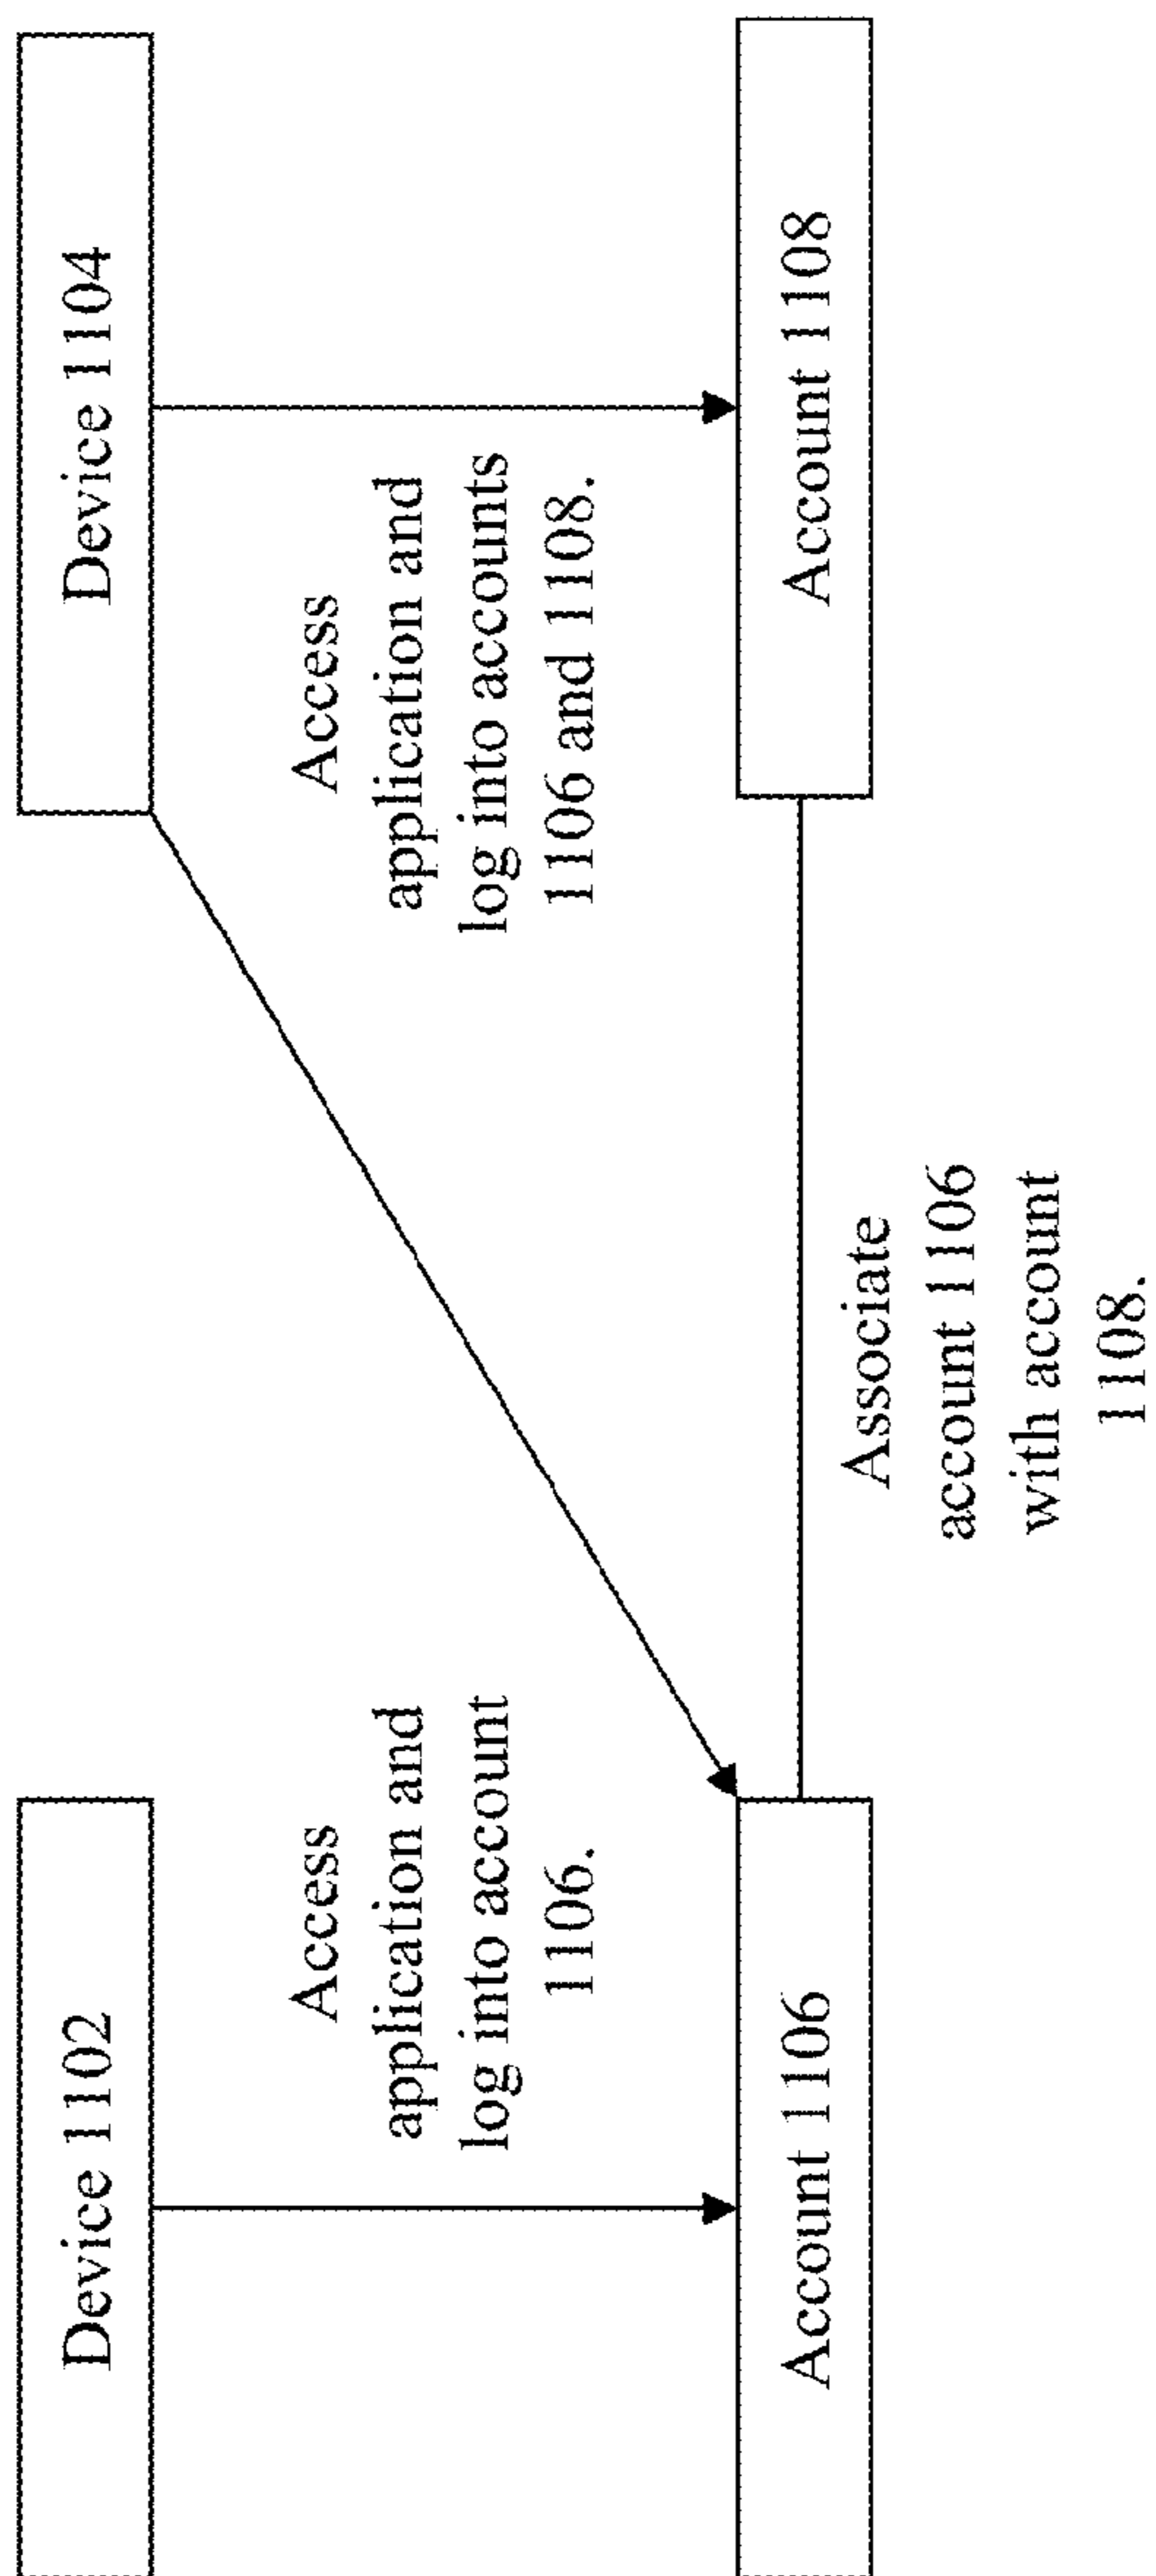 Device 1102
Device 1104
Access
application and
log into account
1106.
Access
application and
log into accounts
1106 and 1108.
Account 1106
Account 1108
Associate
account 1106
with account
1108.